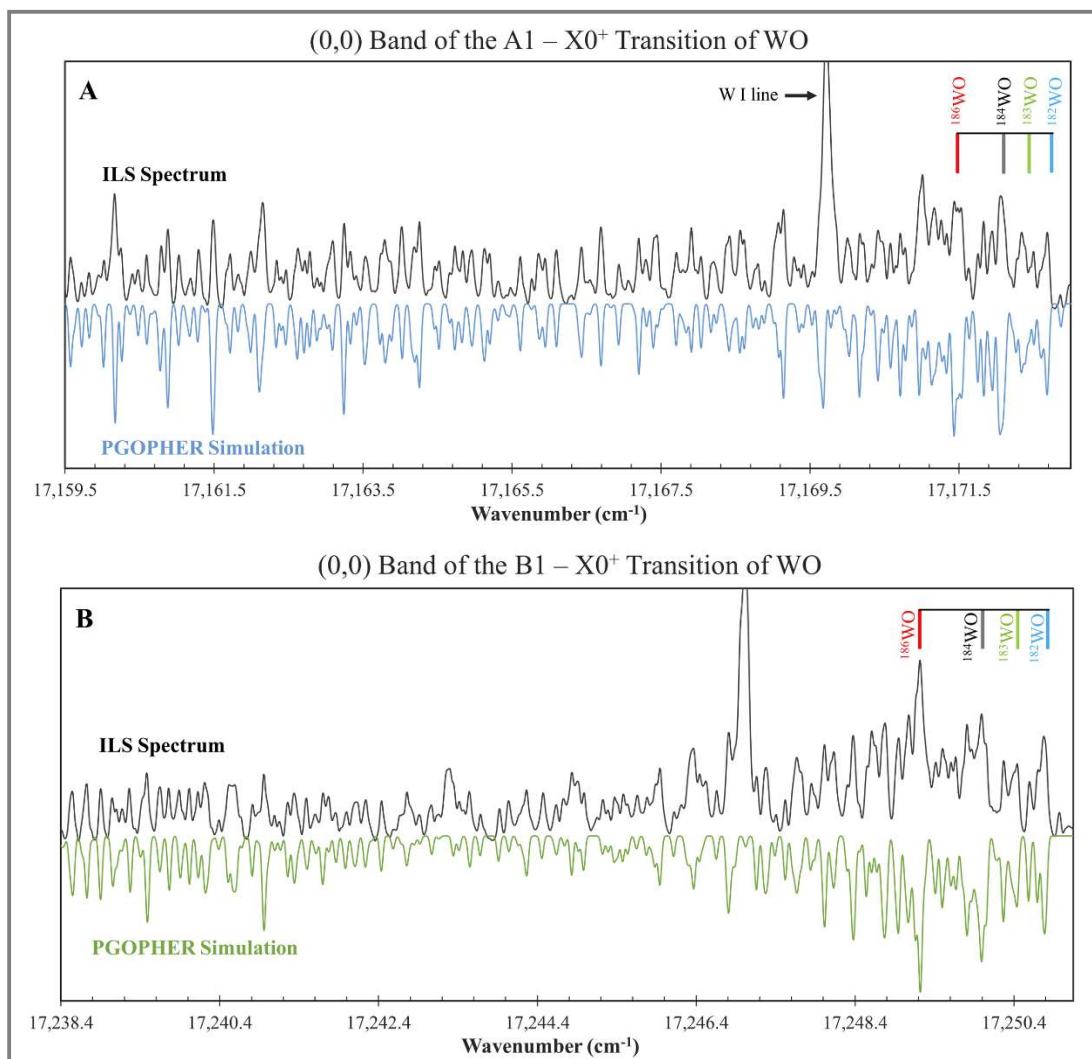 (0,0) Band of the A1 – X0⁺ Transition of WO
A
W I line
¹⁸⁶WO
¹⁸⁴WO
¹⁸³WO
¹⁸²WO
ILS Spectrum
PGOPHER Simulation
17,159.5 17,161.5 17,163.5 17,165.5 17,167.5 17,169.5 17,171.5
Wavenumber (cm⁻¹)
(0,0) Band of the B1 – X0⁺ Transition of WO
B
¹⁸⁶WO
¹⁸⁴WO
¹⁸³WO
¹⁸²WO
ILS Spectrum
PGOPHER Simulation
17,238.4 17,240.4 17,242.4 17,244.4 17,246.4 17,248.4 17,250.4
Wavenumber (cm⁻¹)